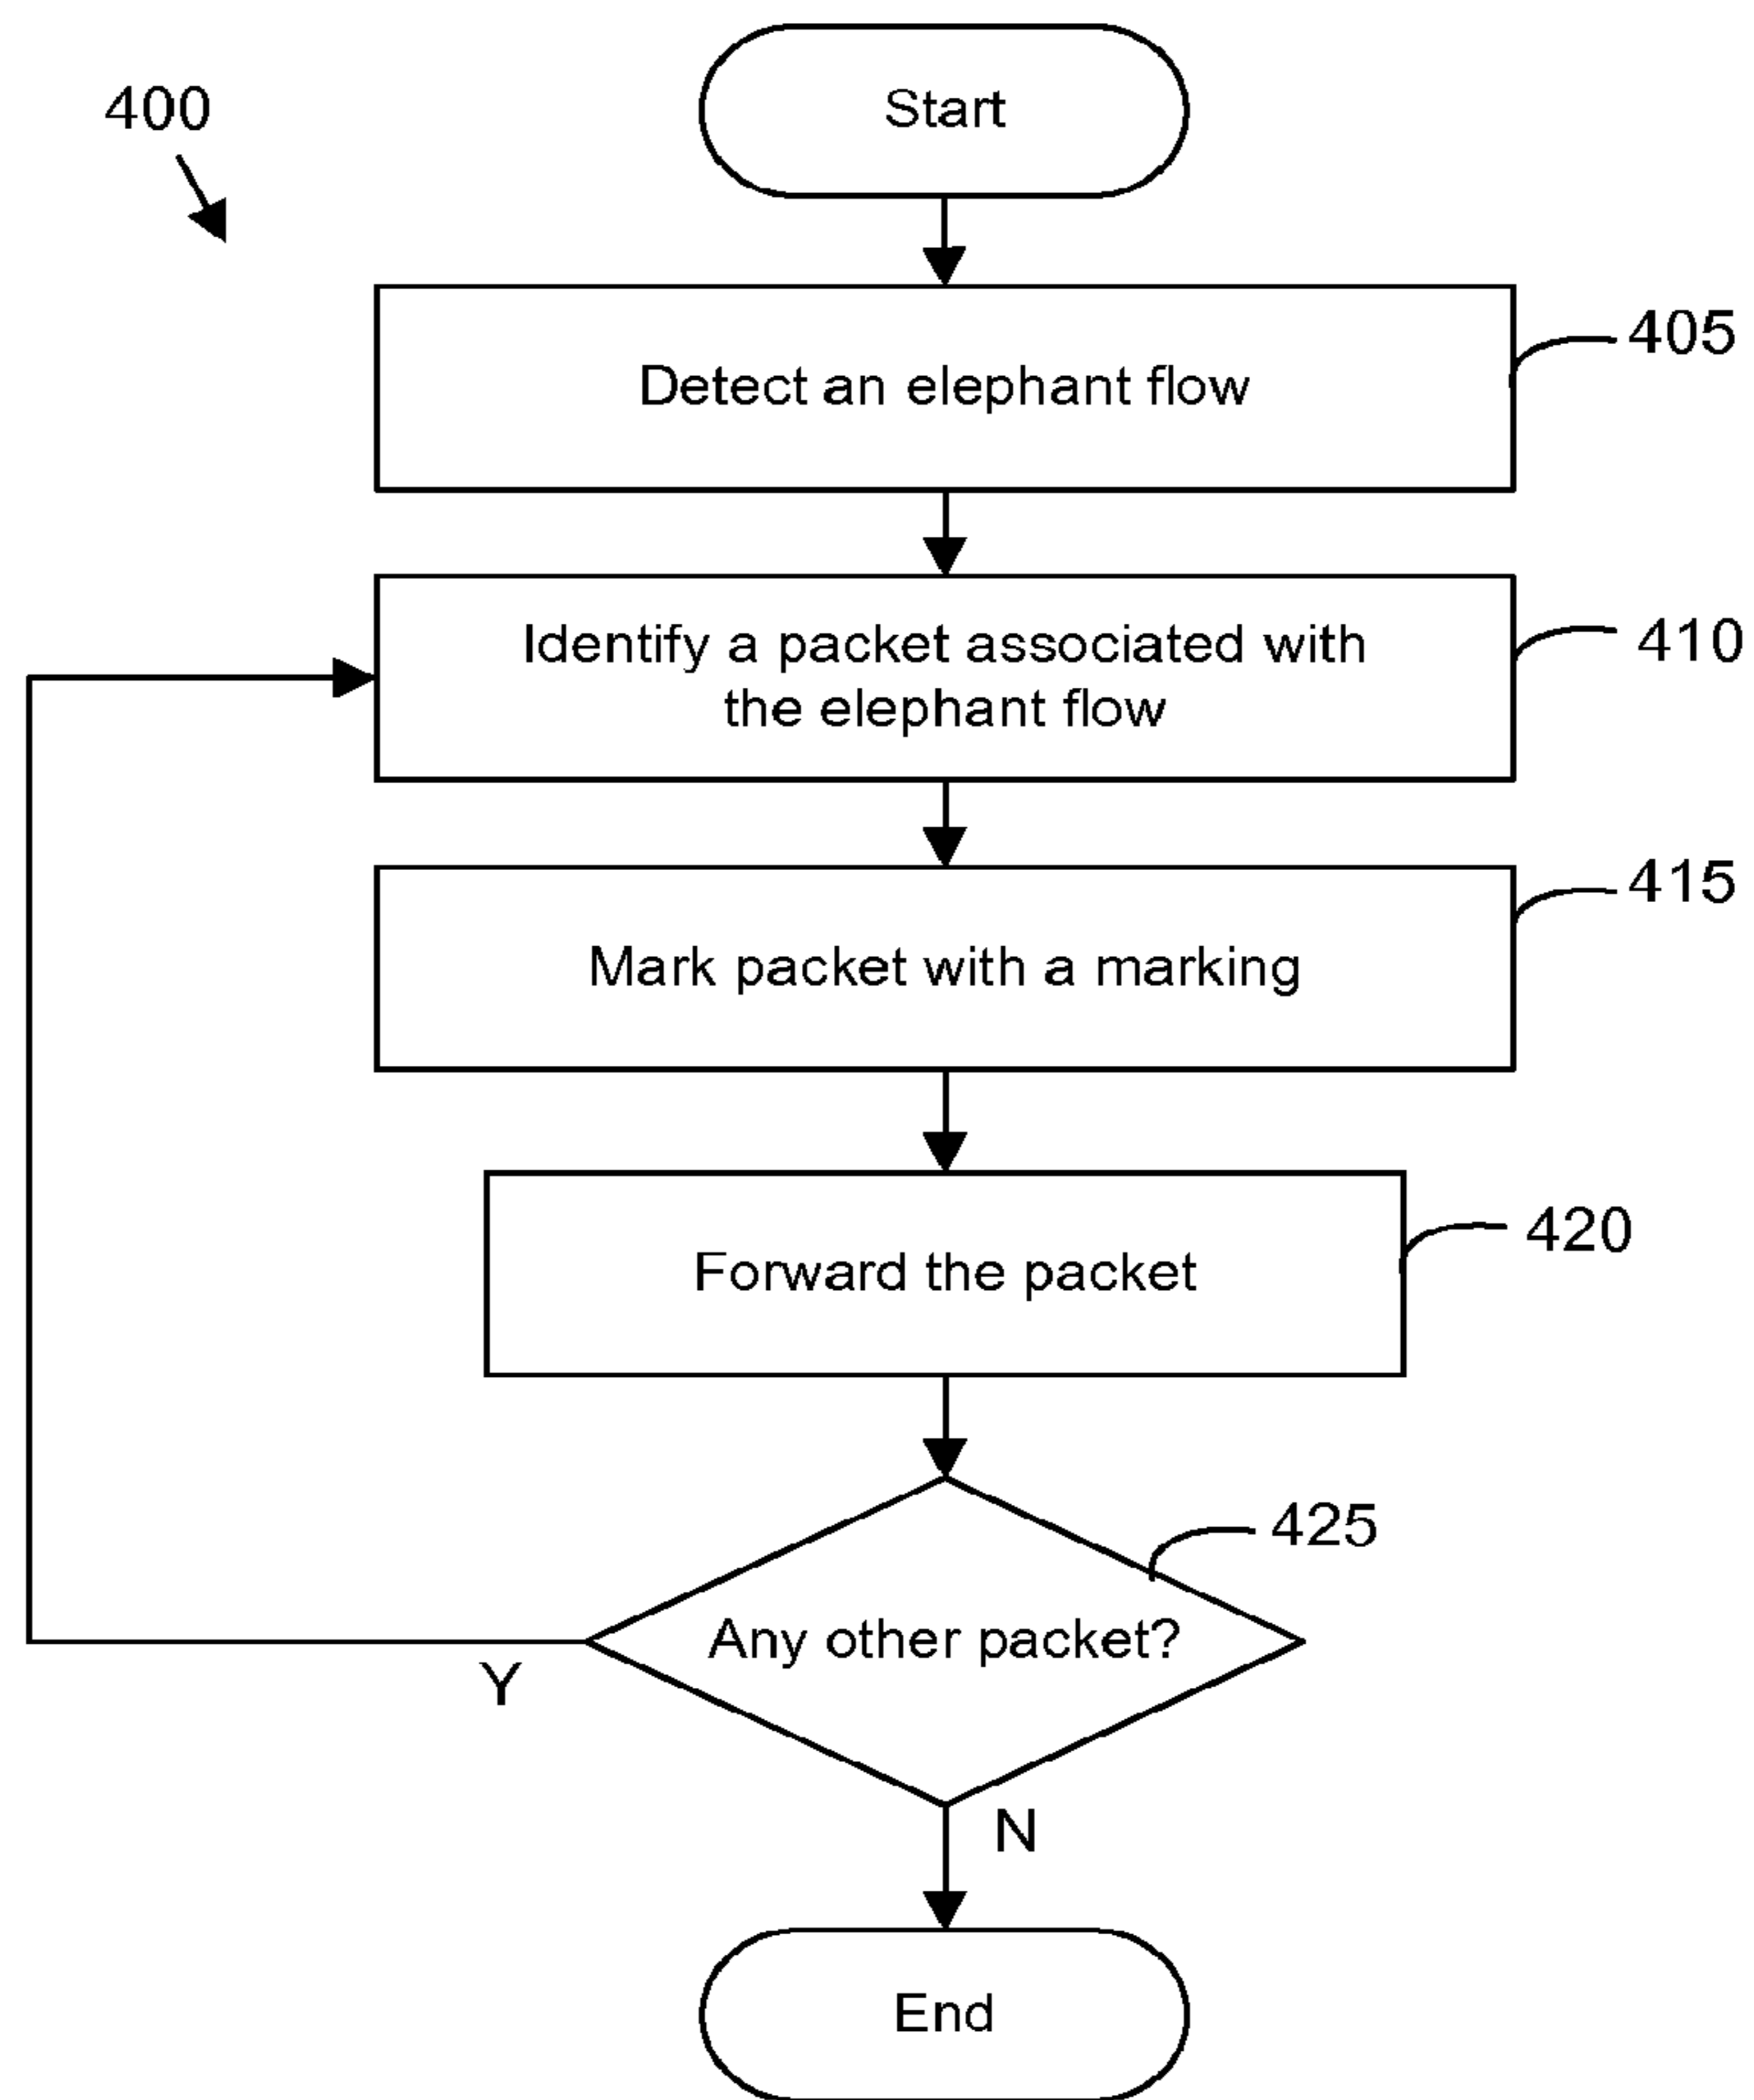 Start
400
Detect an elephant flow
405
Identify a packet associated with
the elephant flow
410
Mark packet with a marking
415
Forward the packet
420
Any other packet?
425
Y
N
End